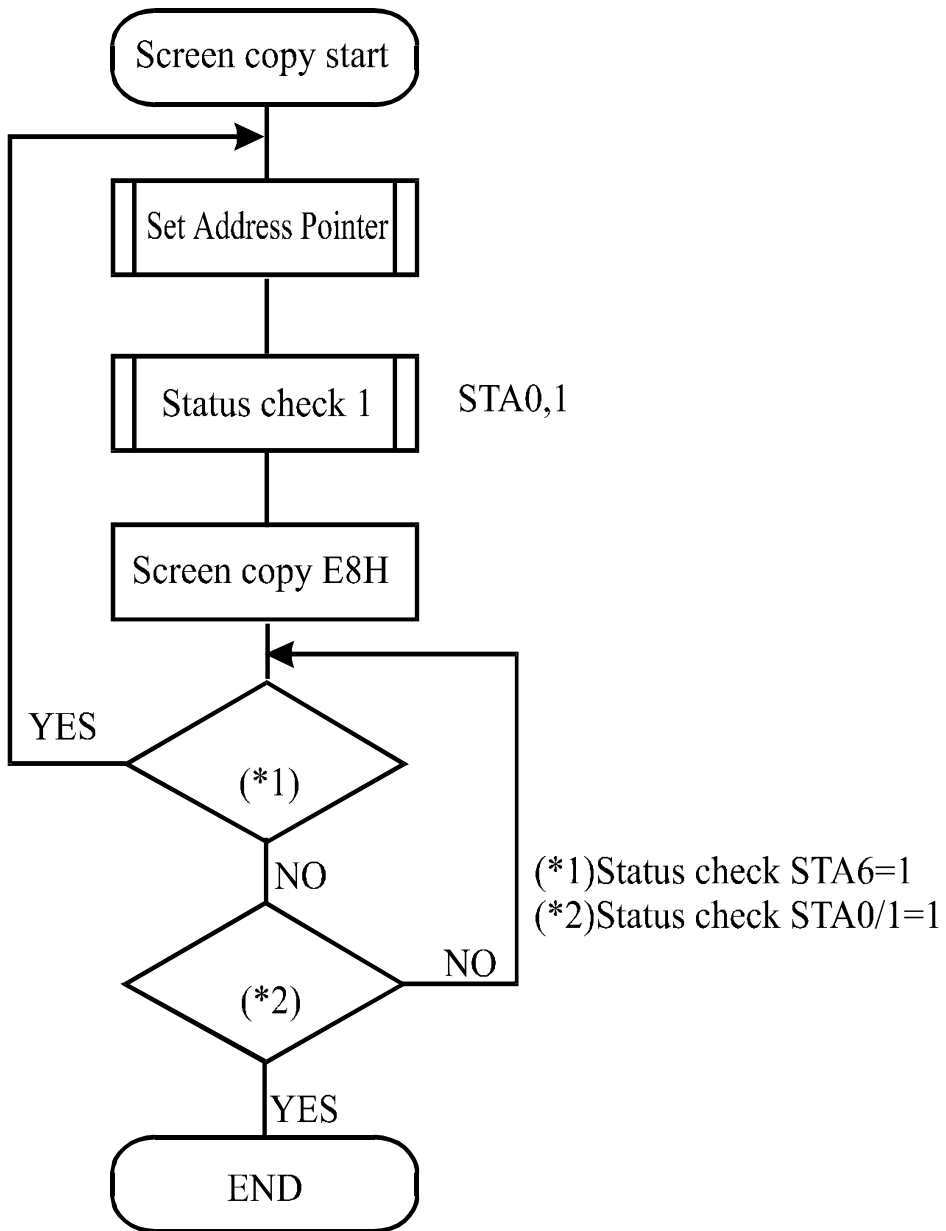 Screen copy start
Set Address Pointer
Status check 1
STA0,1
Screen copy E8H
YES
(*1)
NO
(*1)Status check STA6=1
(*2)Status check STA0/1=1
NO
(*2)
YES
END